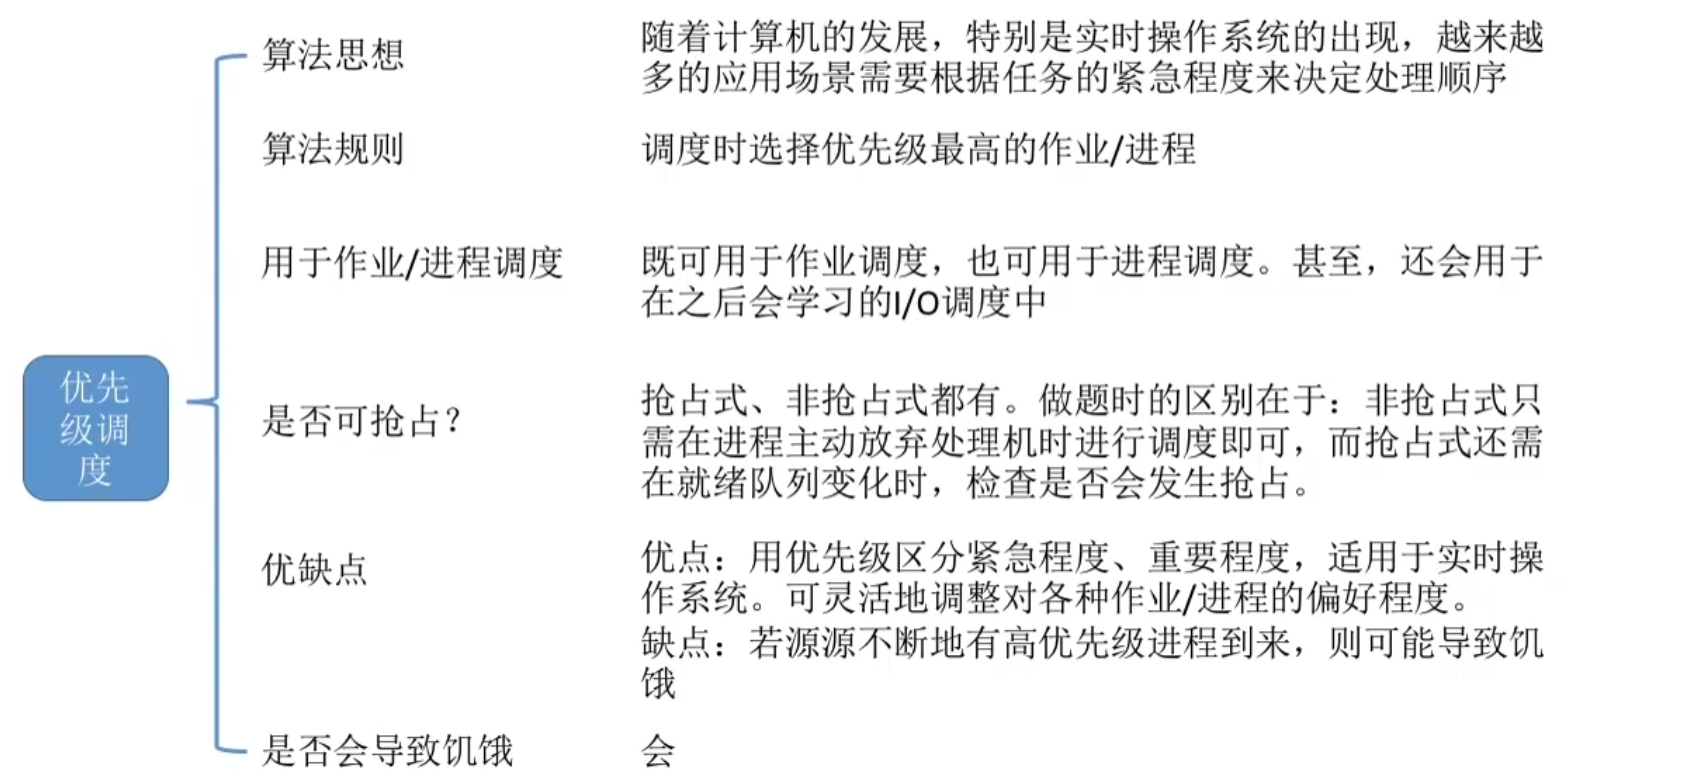 优先
级调
度
算法思想
随着计算机的发展，特别是实时操作系统的出现，越来越
多的应用场景需要根据任务的紧急程度来决定处理顺序
算法规则
调度时选择优先级最高的作业/进程
用于作业/进程调度
既可用于作业调度，也可用于进程调度。甚至，还会用于
在之后会学习的I/O调度中
是否可抢占？
抢占式、非抢占式都有。做题时的区别在于：非抢占式只
需在进程主动放弃处理机时进行调度即可，而抢占式还需
在就绪队列变化时，检查是否会发生抢占。
优缺点
优点：用优先级区分紧急程度、重要程度，适用于实时操
作系统。可灵活地调整对各种作业/进程的偏好程度。
缺点：若源源不断地有高优先级进程到来，则可能导致饥
饿
是否会导致饥饿
会